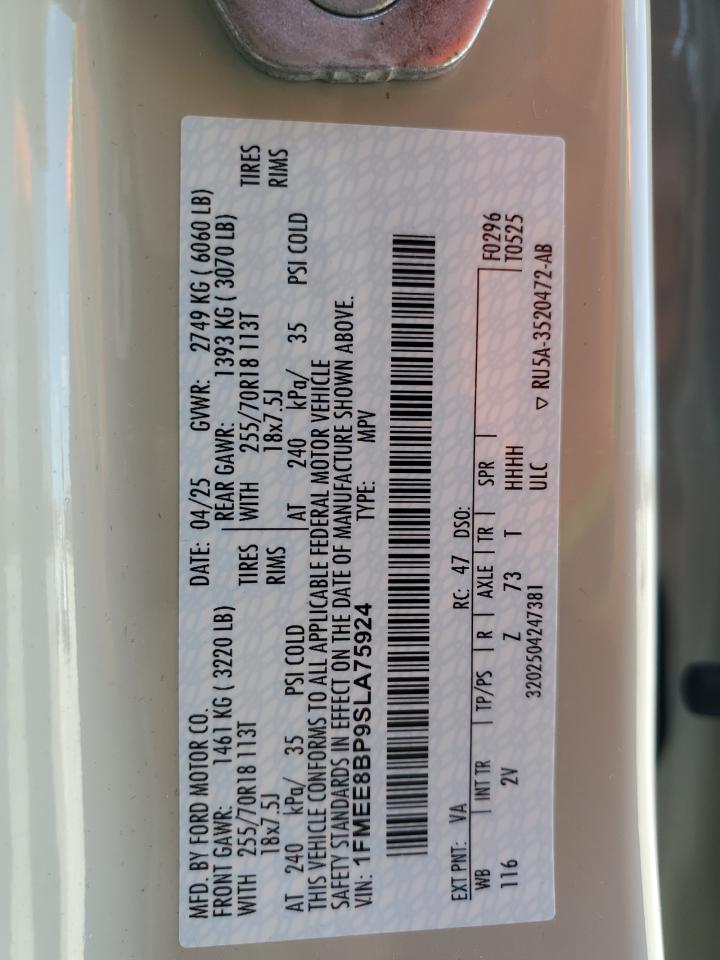 MFD. BY FORD MOTOR CO. DATE: 04/25 GVWR: 2749 KG ( 6060 LB)
FRONT GAWR: 1461 KG ( 3220 LB) REAR GAWR: 1393 KG ( 3070 LB)
WITH 255/70R18 113T TIRES WITH 255/70R18 113T TIRES
18x7.5J RIMS 18x7.5J RIMS
AT 240 kPa/ 35 PSI COLD AT 240 kPa/ 35 PSI COLD
THIS VEHICLE CONFORMS TO ALL APPLICABLE FEDERAL MOTOR VEHICLE
SAFETY STANDARDS IN EFFECT ON THE DATE OF MANUFACTURE SHOWN ABOVE.
VIN: 1FMEE8BP9SLA75924 TYPE: MPV
EXT PNT: VA RC: 47 DSO:
WB INT TR TP/PS R AXLE TR SPR F0296
116 2V Z 73 T HHHH T0525
3202504247381 ULC
▽ RU5A-3520472-AB